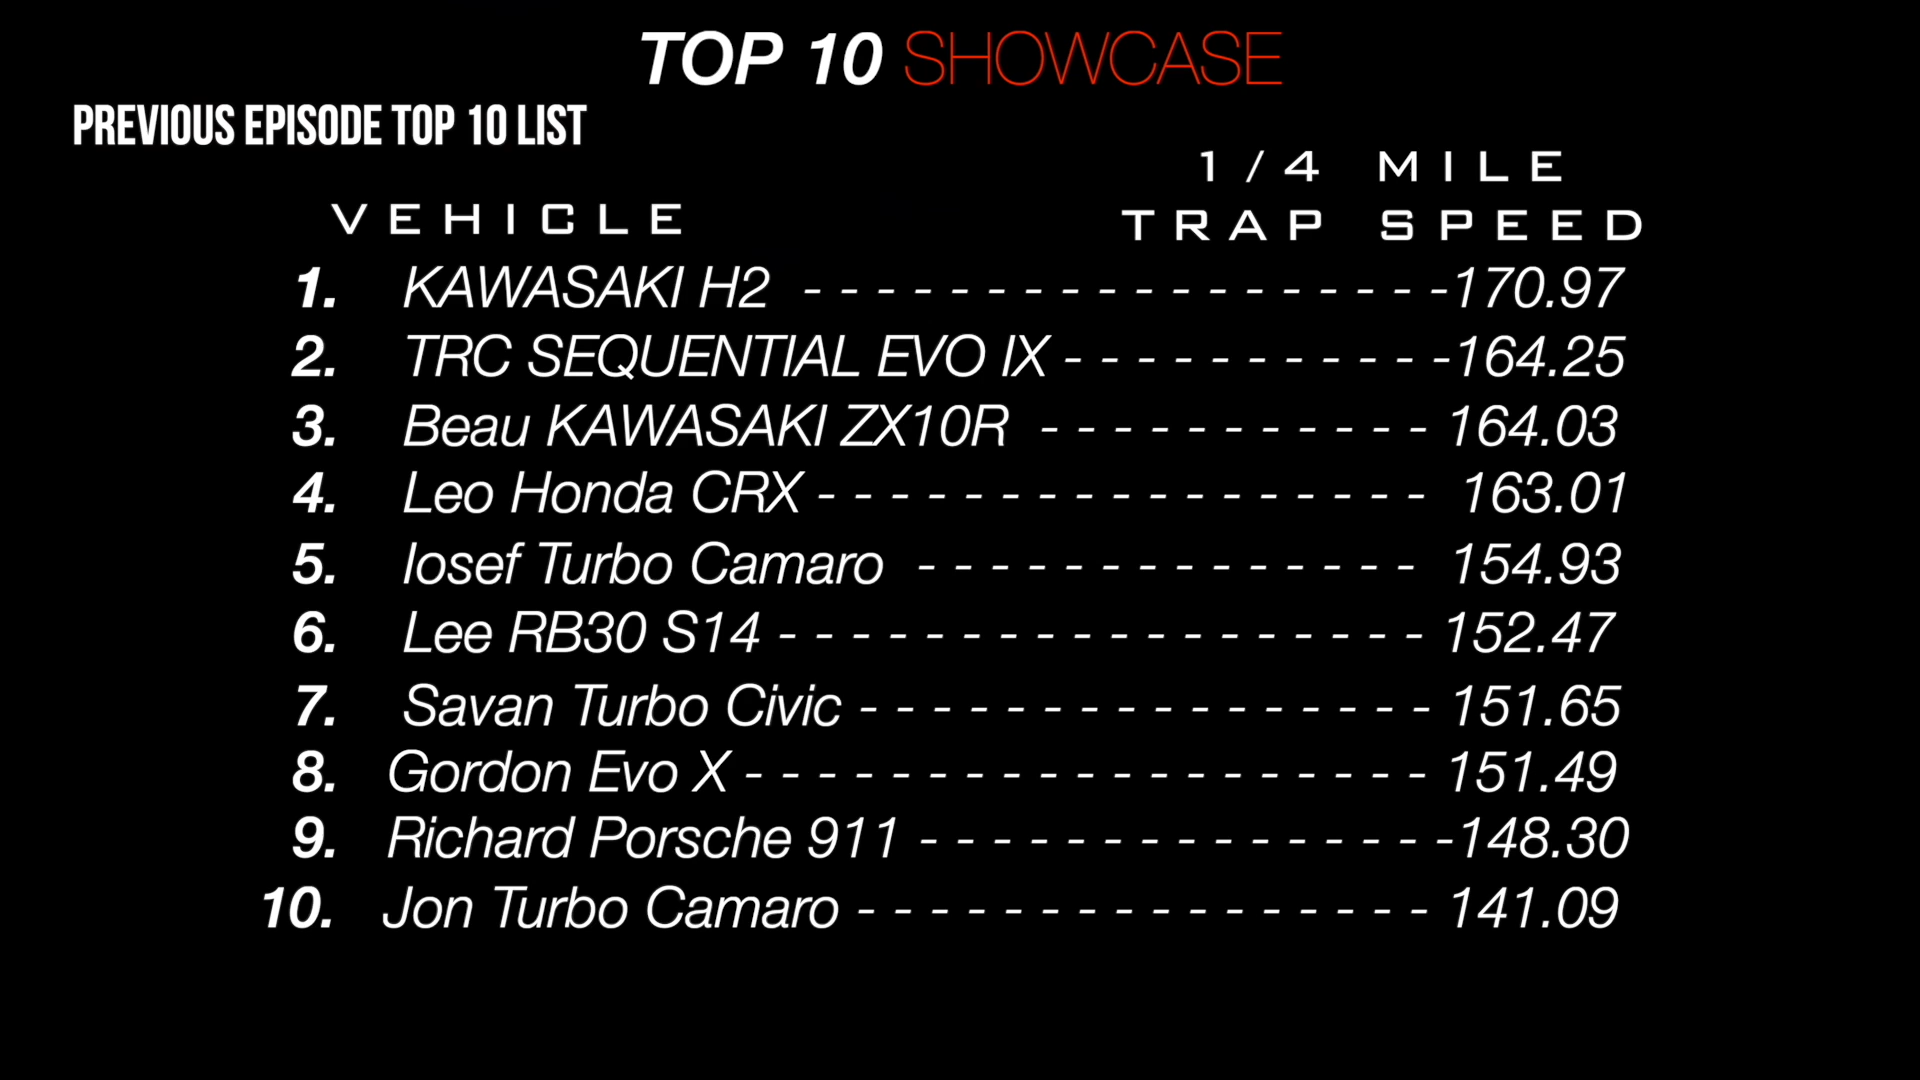 TOP 10 SHOWCASE
PREVIOUS EPISODE TOP 10 LIST
1/4 MILE
VEHICLE TRAP SPEED
1. KAWASAKI H2 - - - - - - - - - - - - - - - - - -170.97
2. TRC SEQUENTIAL EVO IX - - - - - - - - - - -164.25
3. Beau KAWASAKI ZX10R - - - - - - - - - - - 164.03
4. Leo Honda CRX - - - - - - - - - - - - - - - - - 163.01
5. Iosef Turbo Camaro - - - - - - - - - - - - - - 154.93
6. Lee RB30 S14 - - - - - - - - - - - - - - - - - - 152.47
7. Savan Turbo Civic - - - - - - - - - - - - - - - - 151.65
8. Gordon Evo X - - - - - - - - - - - - - - - - - - - 151.49
9. Richard Porsche 911 - - - - - - - - - - - - - - -148.30
10. Jon Turbo Camaro - - - - - - - - - - - - - - - - 141.09